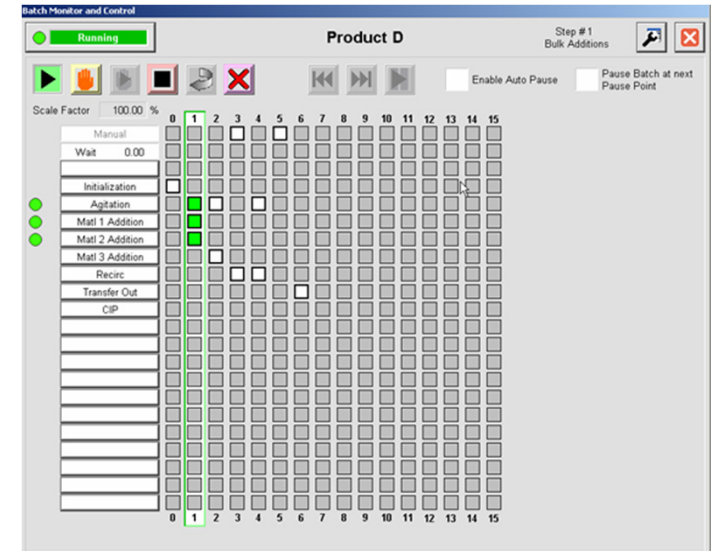 Batch Monitor and Control
Running
Product D
Step # 1
Bulk Additions
Enable Auto Pause
Pause Batch at next
Pause Point
Scale Factor 100.00 %
0 1 2 3 4 5 6 7 8 9 10 11 12 13 14 15
Manual
Wait 0.00
Initialization
Agitation
Matl 1 Addition
Matl 2 Addition
Matl 3 Addition
Recirc
Transfer Out
CIP
0 1 2 3 4 5 6 7 8 9 10 11 12 13 14 15